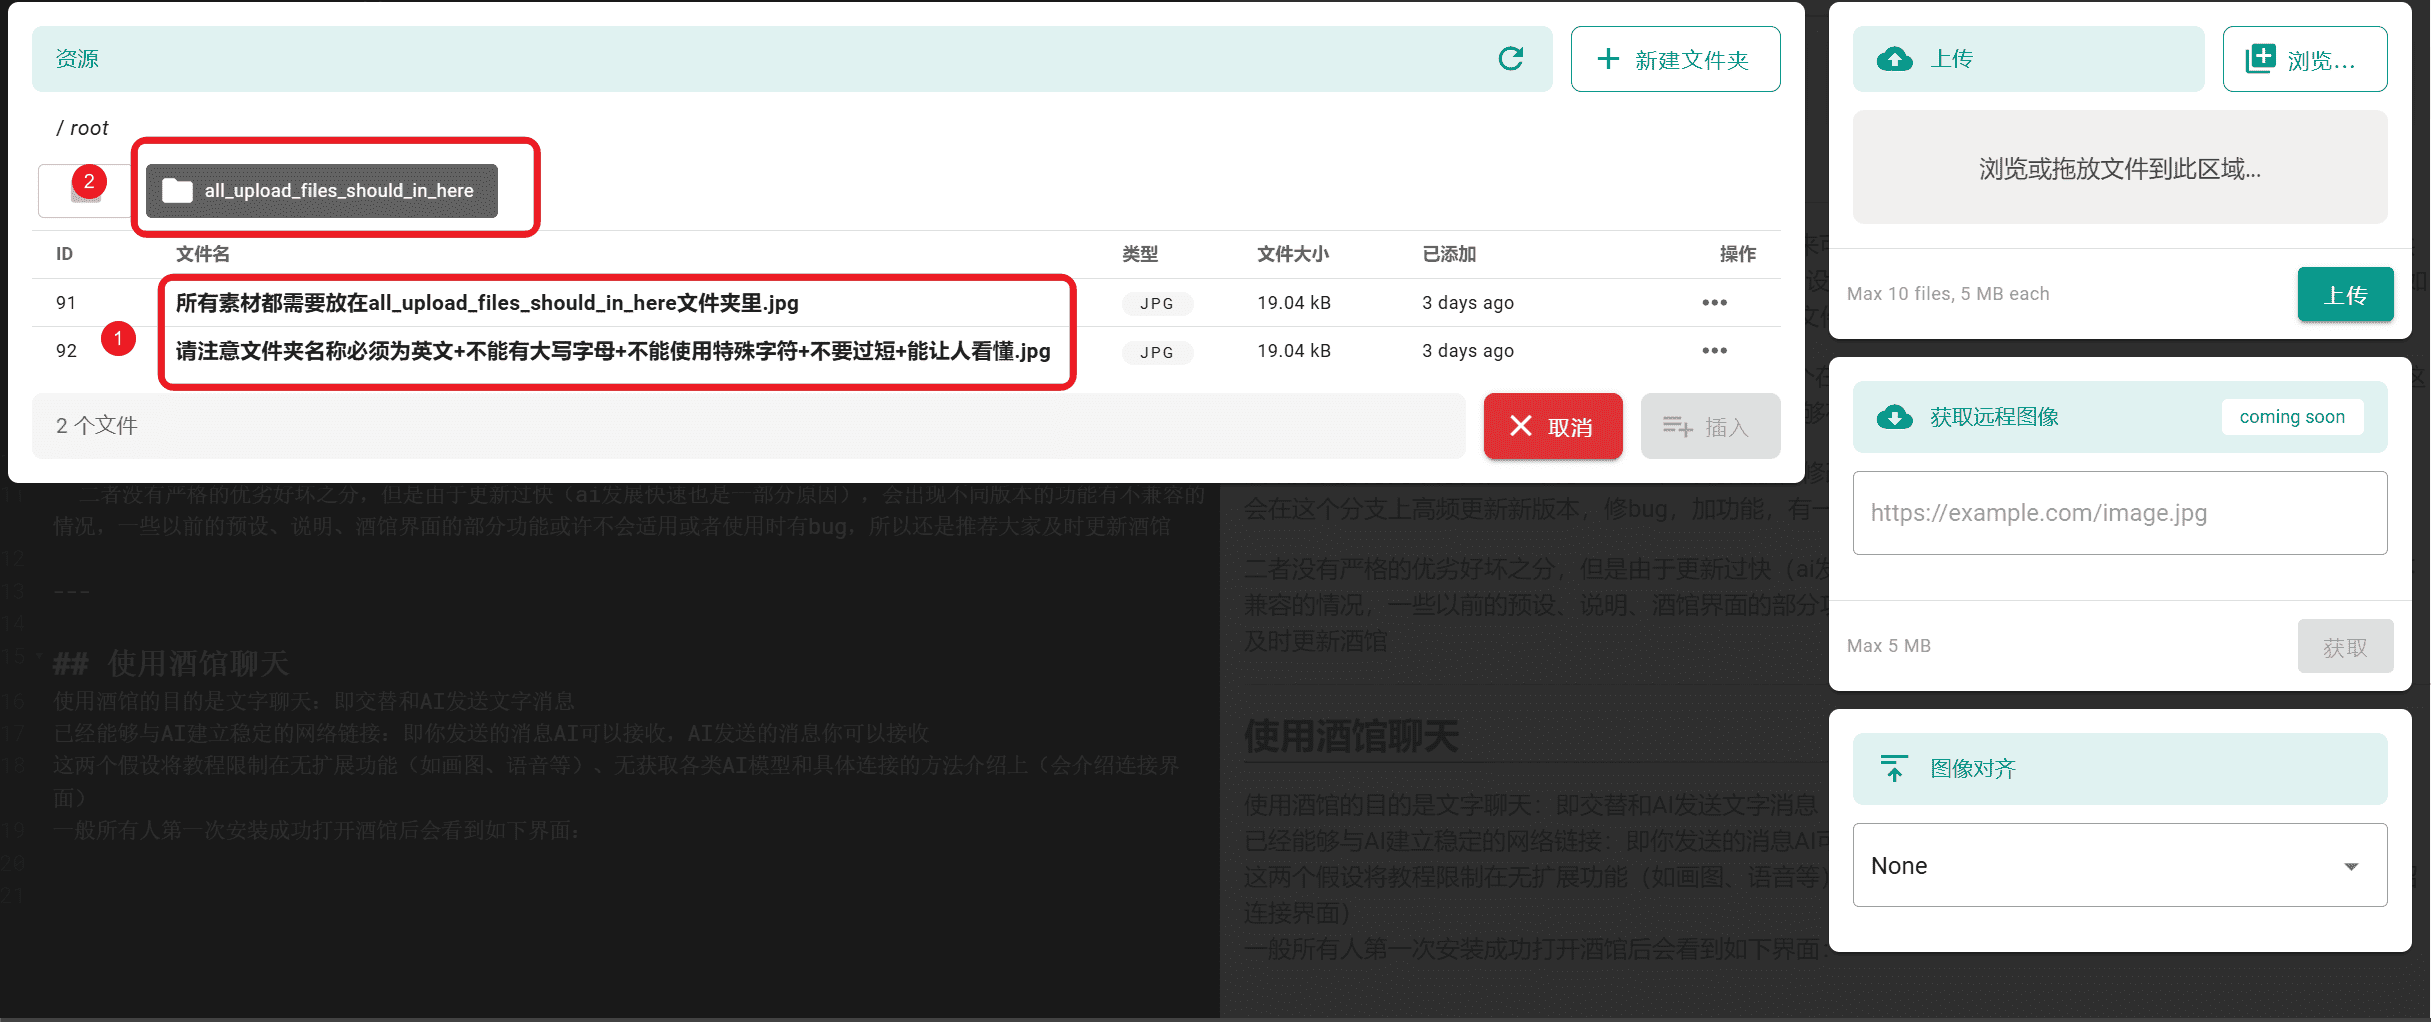 资源
新建文件夹
/ root
2
all_upload_files_should_in_here
ID 文件名 类型 文件大小 已添加 操作
91 所有素材都需要放在all_upload_files_should_in_here文件夹里.jpg JPG 19.04 kB 3 days ago
1
92 请注意文件夹名称必须为英文+不能有大写字母+不能使用特殊字符+不要过短+能让人看懂.jpg JPG 19.04 kB 3 days ago
2 个文件
取消
插入
上传
浏览...
浏览或拖放文件到此区域...
Max 10 files, 5 MB each
上传
获取远程图像
coming soon
https://example.com/image.jpg
Max 5 MB
获取
图像对齐
None
11 二者没有严格的优劣好坏之分，但是由于更新过快（ai发展快速也是一部分原因），会出现不同版本的功能有不兼容的
情况，一些以前的预设、说明、酒馆界面的部分功能或许不会适用或者使用时有bug，所以还是推荐大家及时更新酒馆
12
13 ---
14
15 ## 使用酒馆聊天
16 使用酒馆的目的是文字聊天：即交替和AI发送文字消息
17 已经能够与AI建立稳定的网络链接：即你发送的消息AI可以接收，AI发送的消息你可以接收
18 这两个假设将教程限制在无扩展功能（如画图、语音等）、无获取各类AI模型和具体连接的方法介绍上（会介绍连接界
面）
19 一般所有人第一次安装成功打开酒馆后会看到如下界面：
20
21
会在这个分支上高频更新新版本，修bug，加功能，有一
二者没有严格的优劣好坏之分，但是由于更新过快（ai发
兼容的情况，一些以前的预设、说明、酒馆界面的部分功
及时更新酒馆
使用酒馆聊天
使用酒馆的目的是文字聊天：即交替和AI发送文字消息
已经能够与AI建立稳定的网络链接：即你发送的消息AI可
这两个假设将教程限制在无扩展功能（如画图、语音等）
连接界面）
一般所有人第一次安装成功打开酒馆后会看到如下界面：